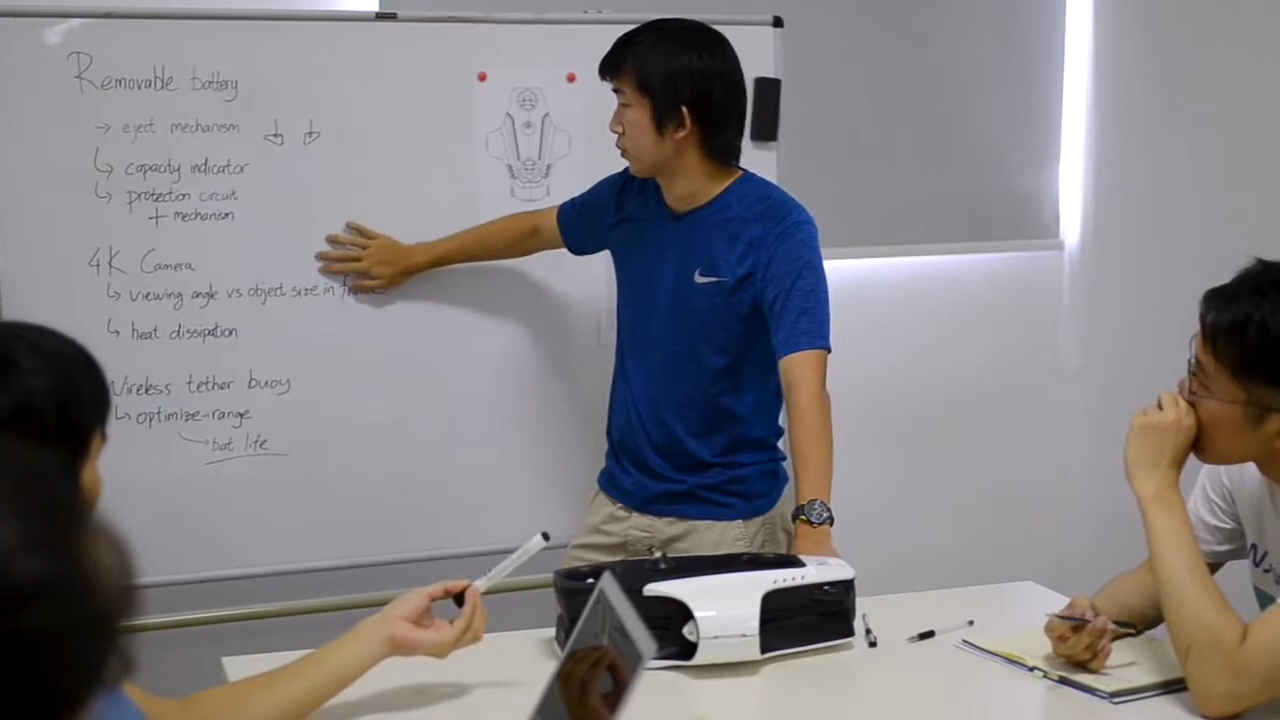 Removable battery
→ eject mechanism
↳ capacity indicator
↳ protection circuit
+ mechanism
4K Camera
↳ viewing angle vs object size in frame
↳ heat dissipation
Wireless tether buoy
↳ optimize-range
→ bat life